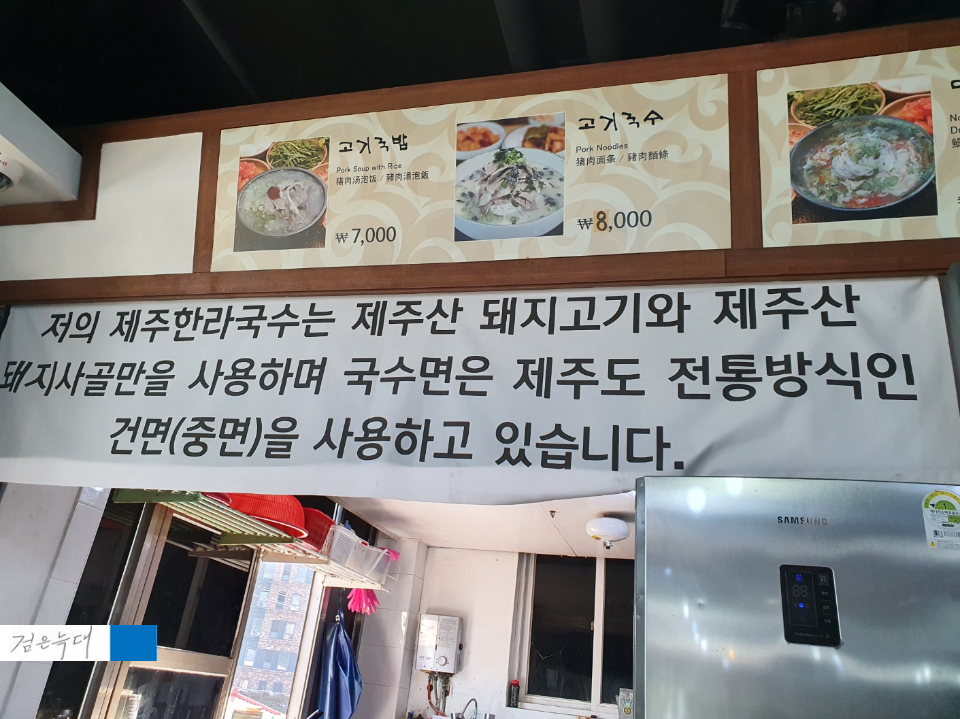 고기국밥
Pork Soup with Rice
猪肉汤泡饭 / 豬肉湯泡飯
₩7,000
고기국수
Pork Noodles
猪肉面条 / 豬肉麵條
₩8,000
저의 제주한라국수는 제주산 돼지고기와 제주산
돼지사골만을 사용하며 국수면은 제주도 전통방식인
건면(중면)을 사용하고 있습니다.
SAMSUNG
검은늑대